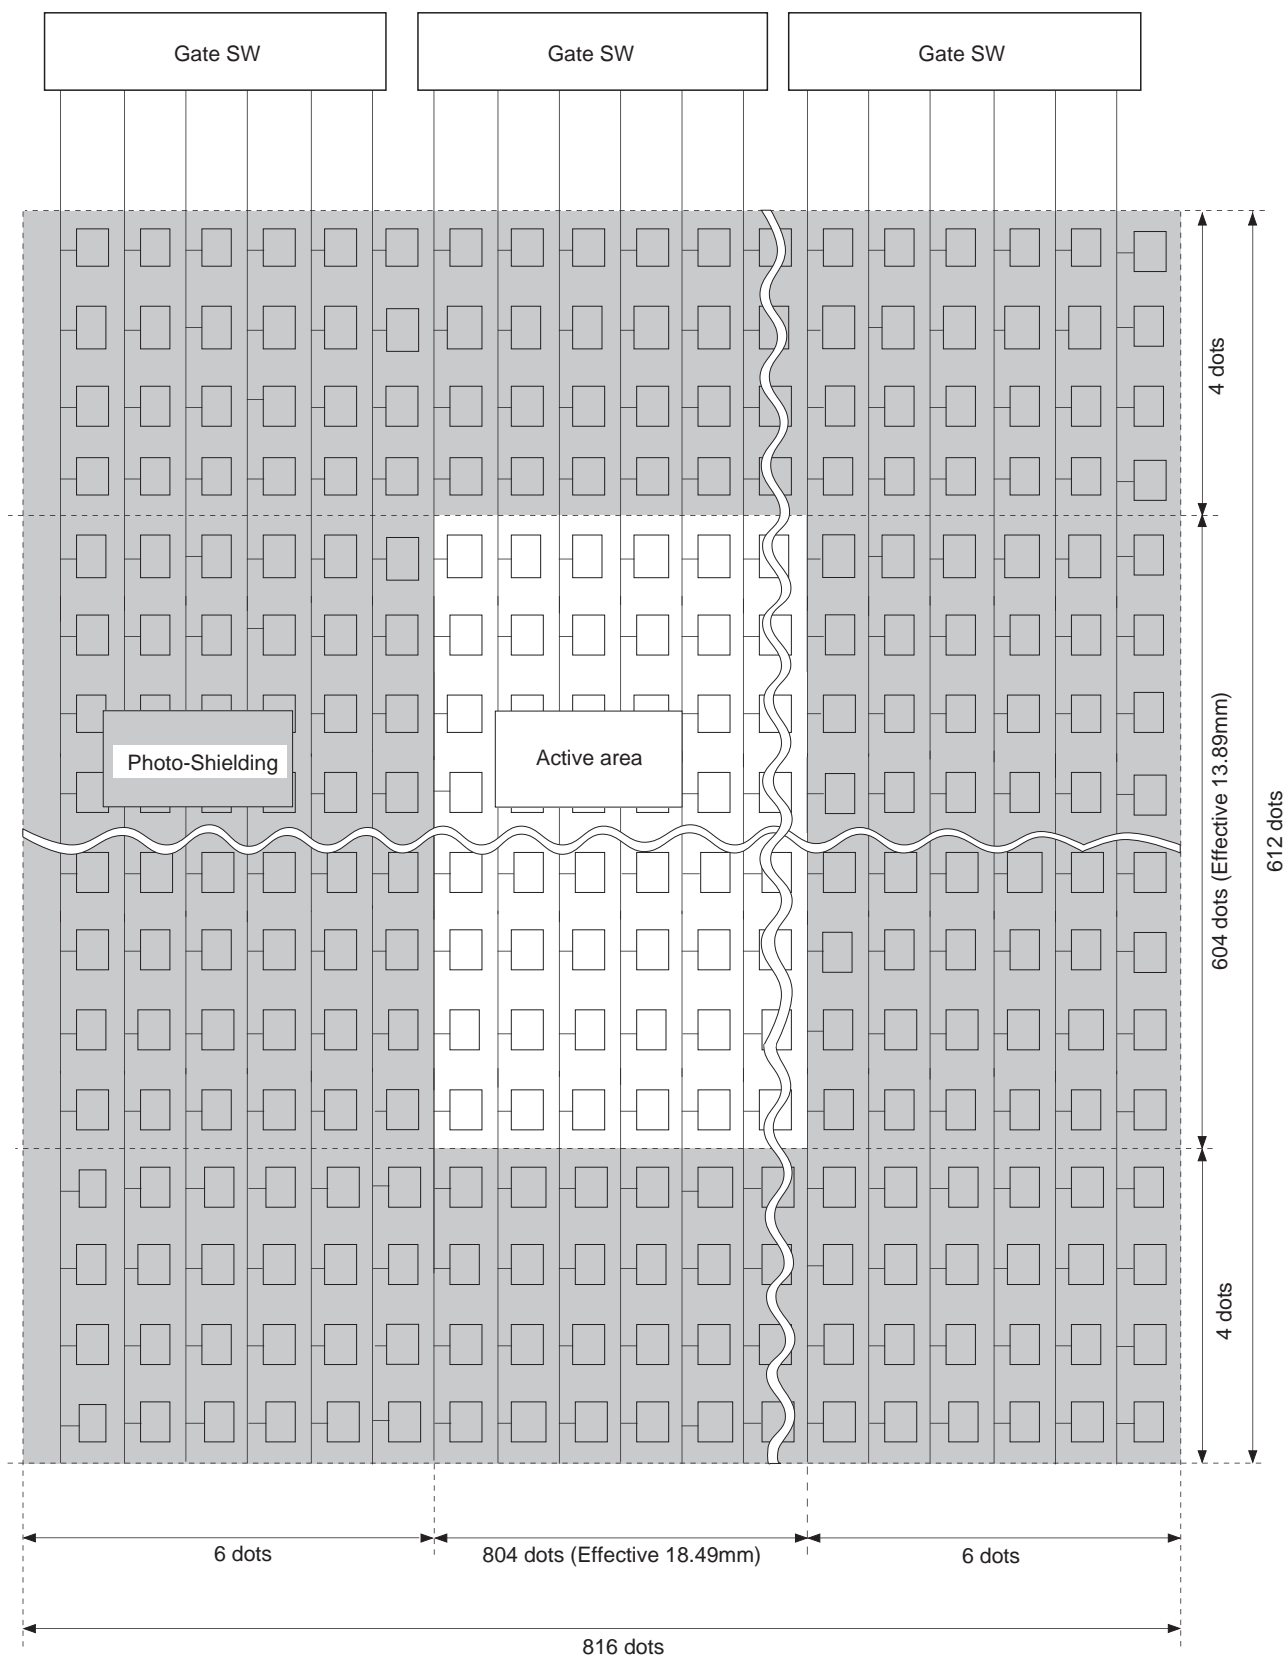 Gate SW
Gate SW
Gate SW
4 dots
Photo-Shielding
Active area
604 dots (Effective 13.89mm)
612 dots
4 dots
6 dots
804 dots (Effective 18.49mm)
6 dots
816 dots